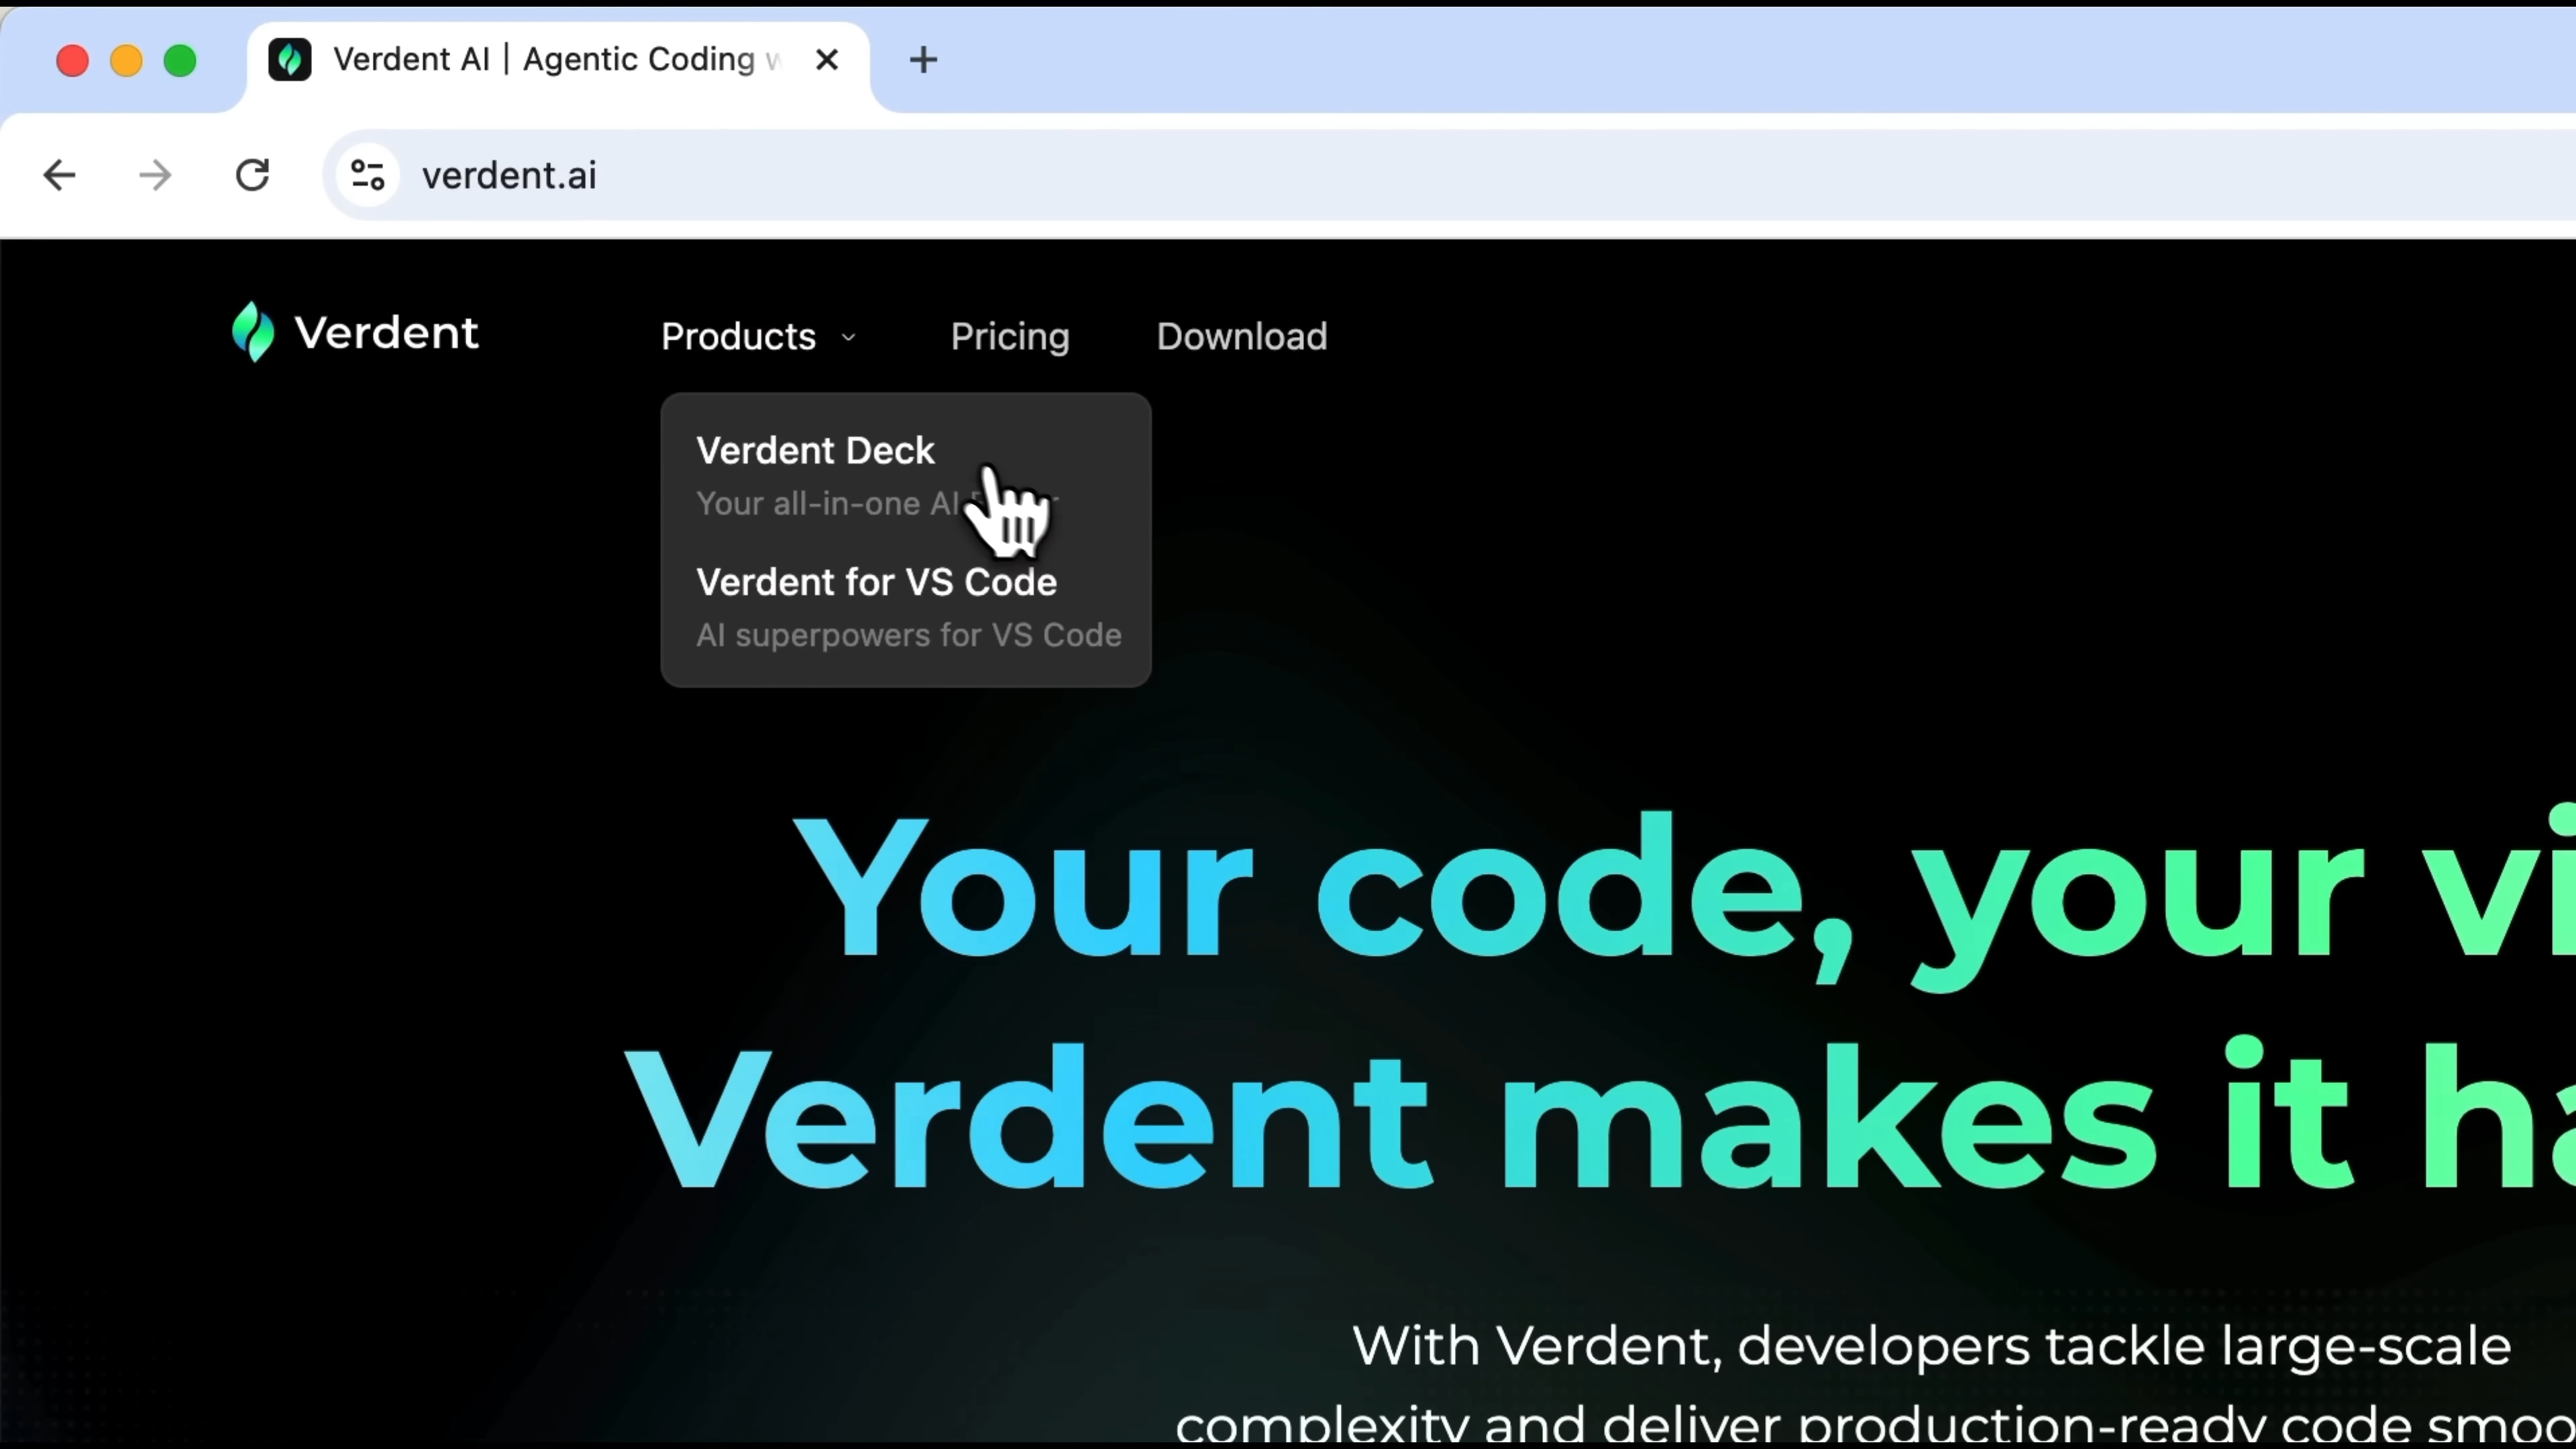 Verdent AI | Agentic Coding
verdent.ai
Verdent
Products
Pricing
Download
Verdent Deck
Your all-in-one AI
Verdent for VS Code
AI superpowers for VS Code
Your code, your
Verdent makes it
With Verdent, developers tackle large-scale
complexity and deliver production-ready code